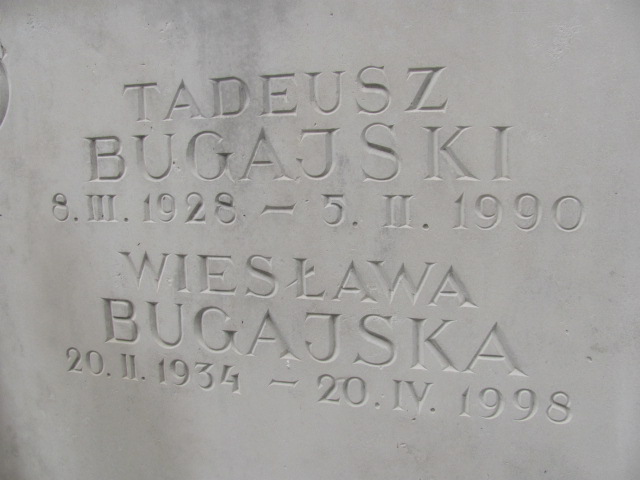 TADEUSZ
BUGAJSKI
8. III. 1928 – 5. II. 1990
WIESŁAWA
BUGAJSKA
20. II. 1934 – 20. IV. 1998